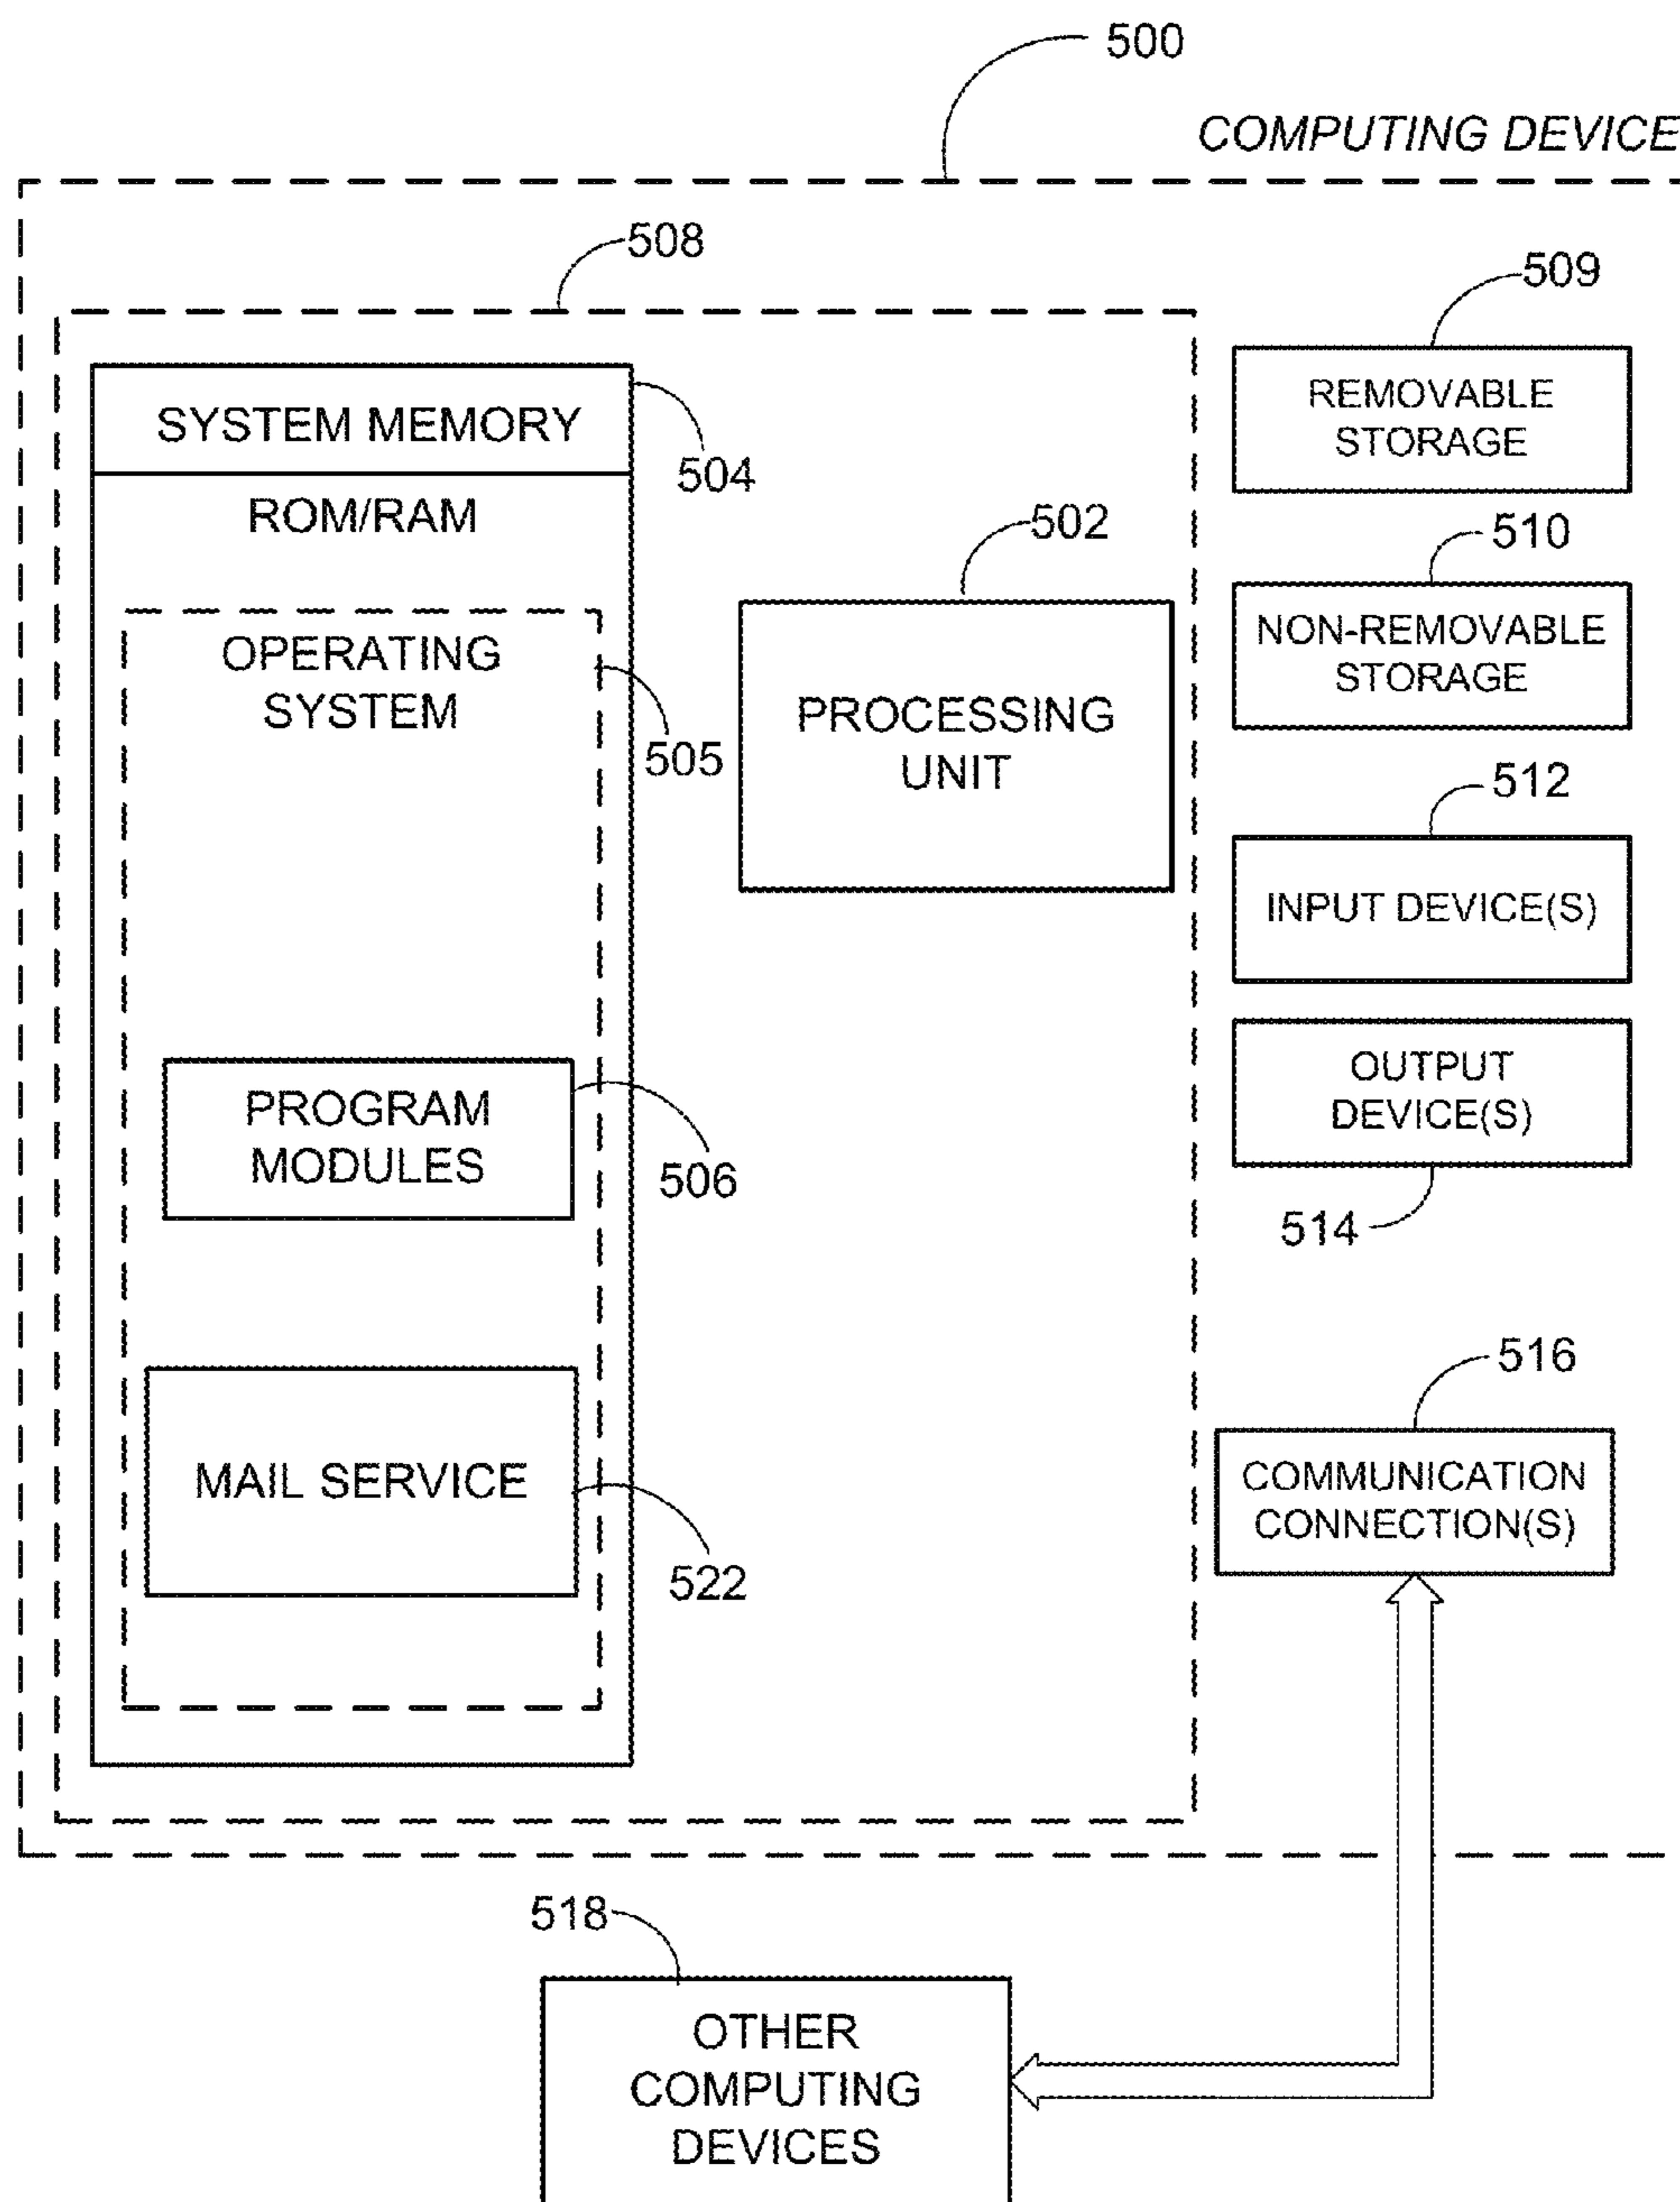 500
COMPUTING DEVICE
508
509
SYSTEM MEMORY
504
ROM/RAM
REMOVABLE
STORAGE
502
510
OPERATING
SYSTEM
505
PROCESSING
UNIT
NON-REMOVABLE
STORAGE
512
INPUT DEVICE(S)
PROGRAM
MODULES
506
OUTPUT
DEVICE(S)
514
516
MAIL SERVICE
522
COMMUNICATION
CONNECTION(S)
518
OTHER
COMPUTING
DEVICES